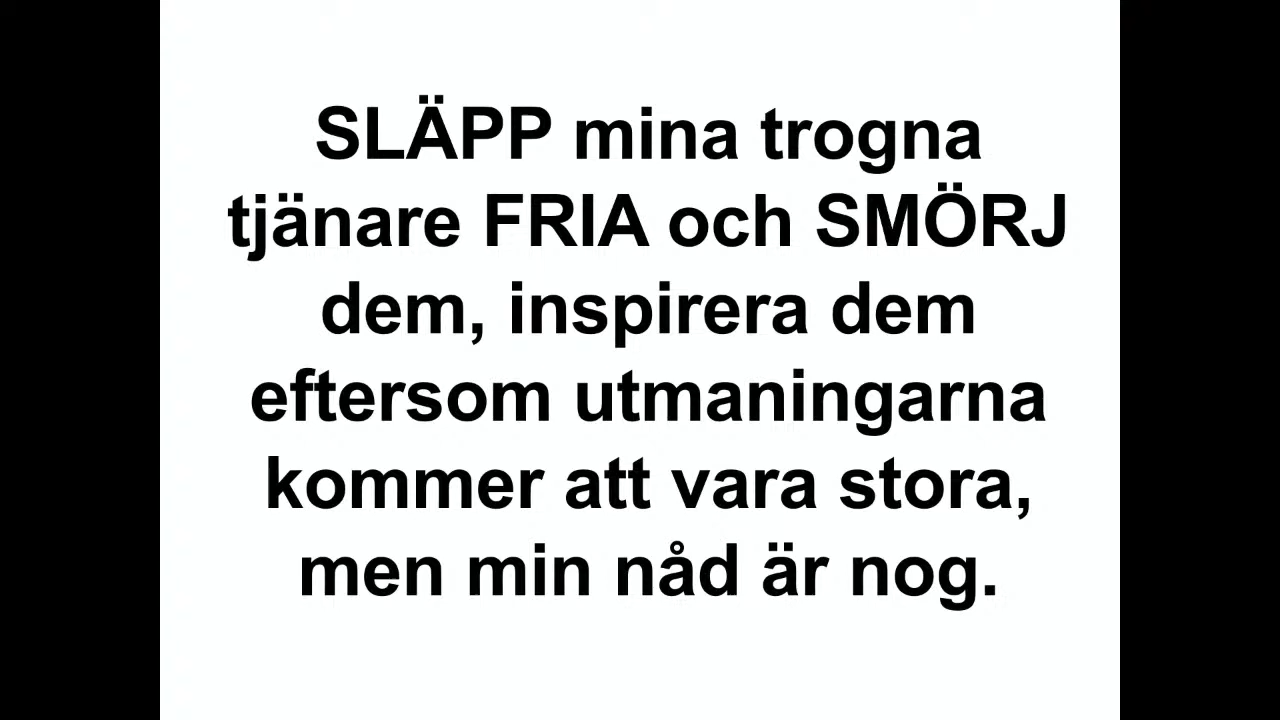 SLÄPP mina trogna
tjänare FRIA och SMÖRJ
dem, inspirera dem
eftersom utmaningarna
kommer att vara stora,
men min nåd är nog.